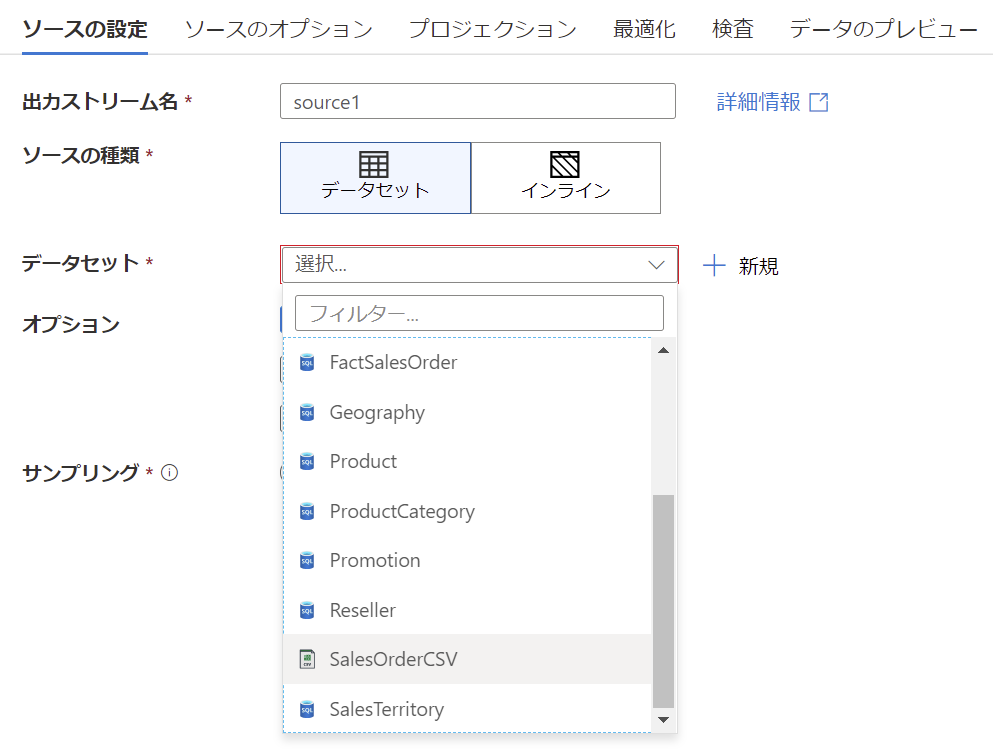 ソースの設定 ソースのオプション プロジェクション 最適化 検査 データのプレビュー
出力ストリーム名 * source1 詳細情報
ソースの種類 * データセット インライン
データセット * 選択... 新規
フィルター...
オプション
FactSalesOrder
Geography
Product
サンプリング *
ProductCategory
Promotion
Reseller
SalesOrderCSV
SalesTerritory